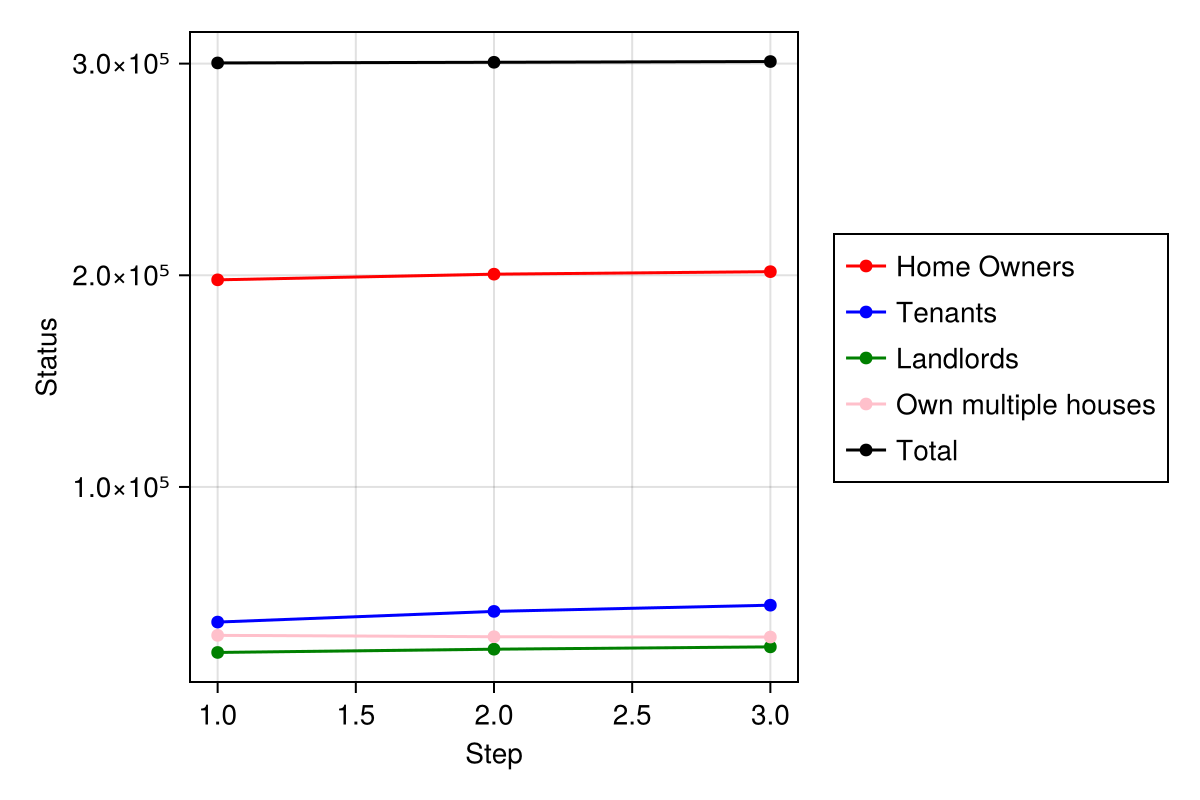 3.0×10⁵
2.0×10⁵
1.0×10⁵
Status
1.0 1.5 2.0 2.5 3.0
Step
Home Owners
Tenants
Landlords
Own multiple houses
Total